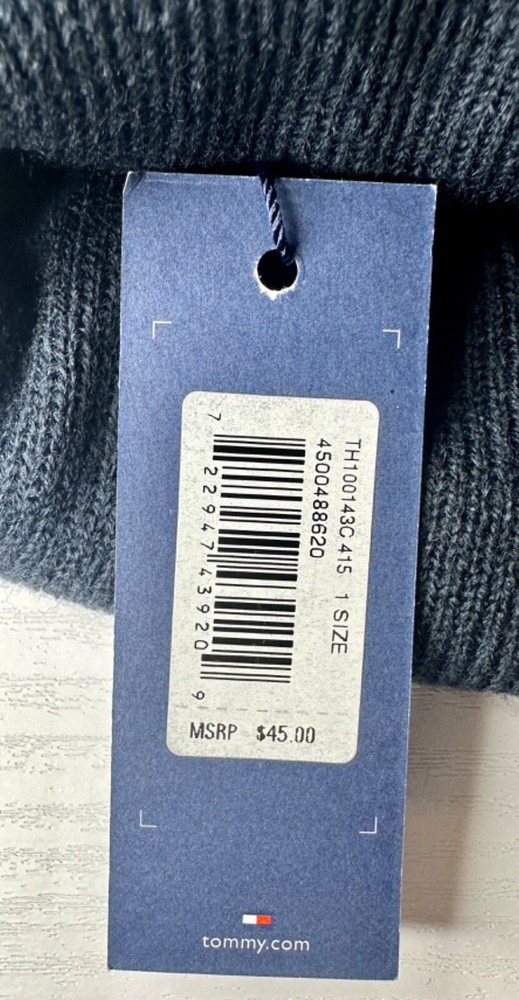 TH100143C 415 1 SIZE
4500488620
7 22947 43920 9
MSRP $45.00
tommy.com